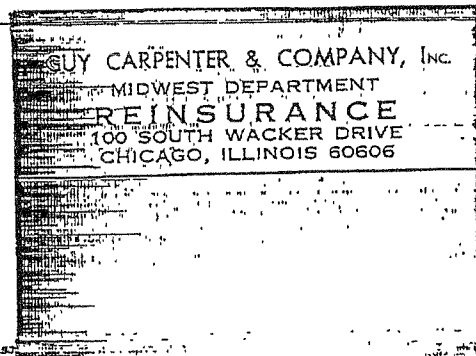 GUY CARPENTER & COMPANY, INC.
MIDWEST DEPARTMENT
REINSURANCE
100 SOUTH WACKER DRIVE
CHICAGO, ILLINOIS 60606